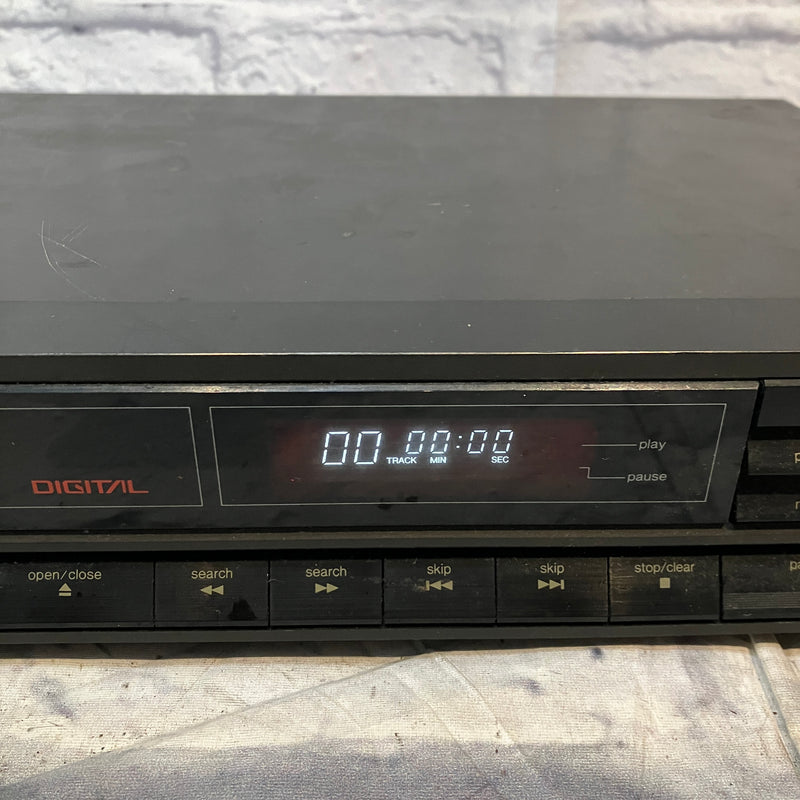 00 TRACK 00 MIN :00 SEC
play
pause
DIGITAL
open/close
search
search
skip
skip
stop/clear